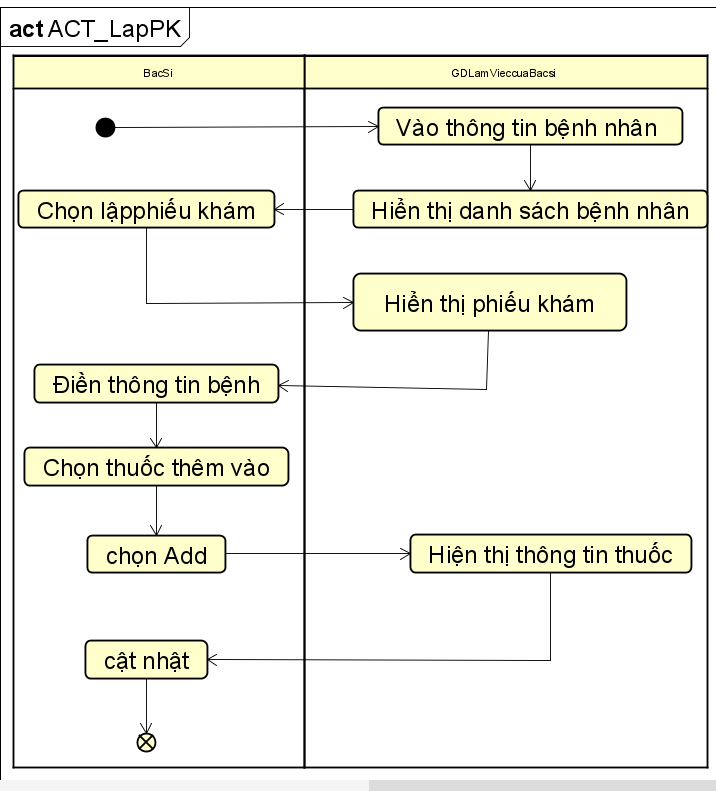 act ACT_LapPK
BacSi
GDLamVieccuaBacsi
Vào thông tin bệnh nhân
Chọn lậpphiếu khám
Hiển thị danh sách bệnh nhân
Hiển thị phiếu khám
Điền thông tin bệnh
Chọn thuốc thêm vào
chọn Add
Hiện thị thông tin thuốc
cật nhật